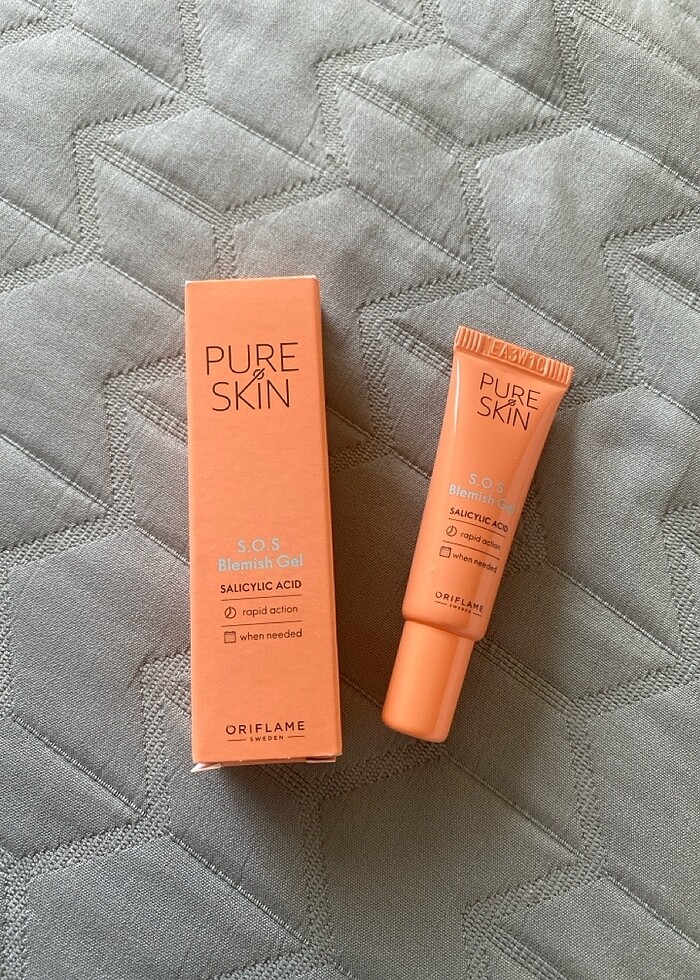 PURE
SKIN
S.O.S
Blemish Gel
SALICYLIC ACID
rapid action
when needed
ORIFLAME
SWEDEN
EA3W1C
PURE
SKIN
S.O.S
Blemish Gel
SALICYLIC ACID
rapid action
when needed
ORIFLAME
SWEDEN